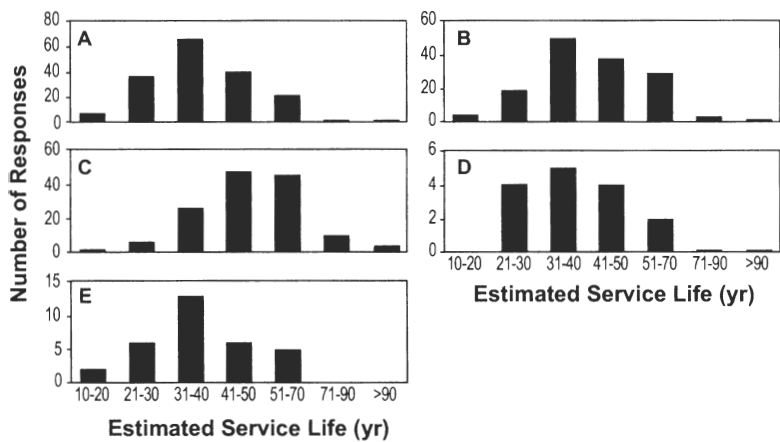 Number of Responses
A
80
60
40
20
0
B
60
40
20
0
C
60
40
20
0
D
6
4
2
0
10-20 21-30 31-40 41-50 51-70 71-90 >90
Estimated Service Life (yr)
E
15
10
5
0
10-20 21-30 31-40 41-50 51-70 71-90 >90
Estimated Service Life (yr)